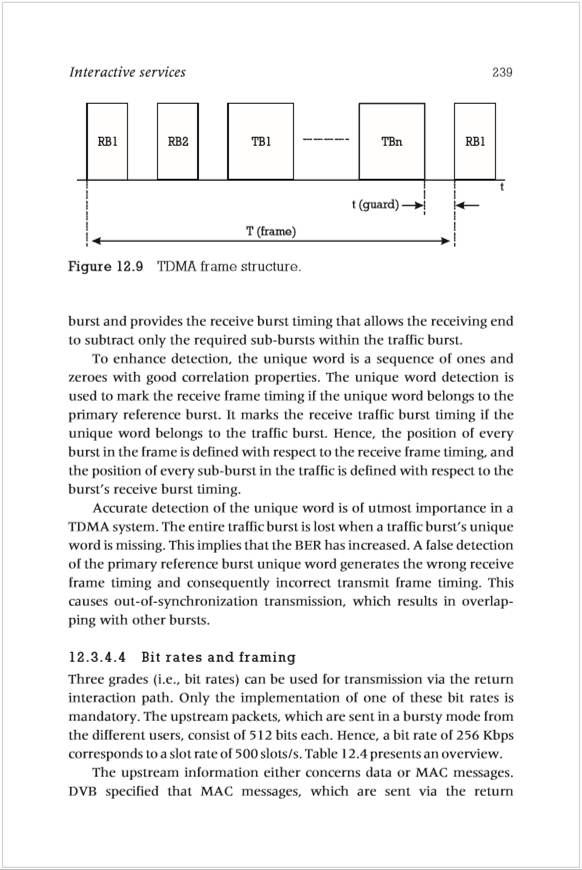 Interactive services 239
RB1 RB2 TB1 TBn RB1
t
t (guard)
T (frame)
Figure 12.9 TDMA frame structure.
burst and provides the receive burst timing that allows the receiving end
to subtract only the required sub-bursts within the traffic burst.
To enhance detection, the unique word is a sequence of ones and
zeroes with good correlation properties. The unique word detection is
used to mark the receive frame timing if the unique word belongs to the
primary reference burst. It marks the receive traffic burst timing if the
unique word belongs to the traffic burst. Hence, the position of every
burst in the frame is defined with respect to the receive frame timing, and
the position of every sub-burst in the traffic is defined with respect to the
burst's receive burst timing.
Accurate detection of the unique word is of utmost importance in a
TDMA system. The entire traffic burst is lost when a traffic burst's unique
word is missing. This implies that the BER has increased. A false detection
of the primary reference burst unique word generates the wrong receive
frame timing and consequently incorrect transmit frame timing. This
causes out-of-synchronization transmission, which results in overlap-
ping with other bursts.
12.3.4.4 Bit rates and framing
Three grades (i.e., bit rates) can be used for transmission via the return
interaction path. Only the implementation of one of these bit rates is
mandatory. The upstream packets, which are sent in a bursty mode from
the different users, consist of 512 bits each. Hence, a bit rate of 256 Kbps
corresponds to a slot rate of 500 slots/s. Table 12.4 presents an overview.
The upstream information either concerns data or MAC messages.
DVB specified that MAC messages, which are sent via the return